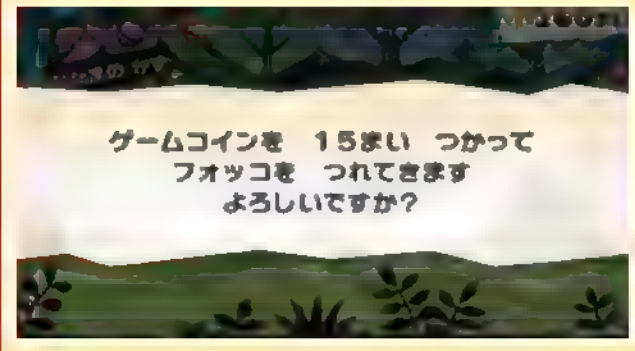 ゲームコインを　１５まい　つかって
フォッコを　つれてきます
よろしいですか？